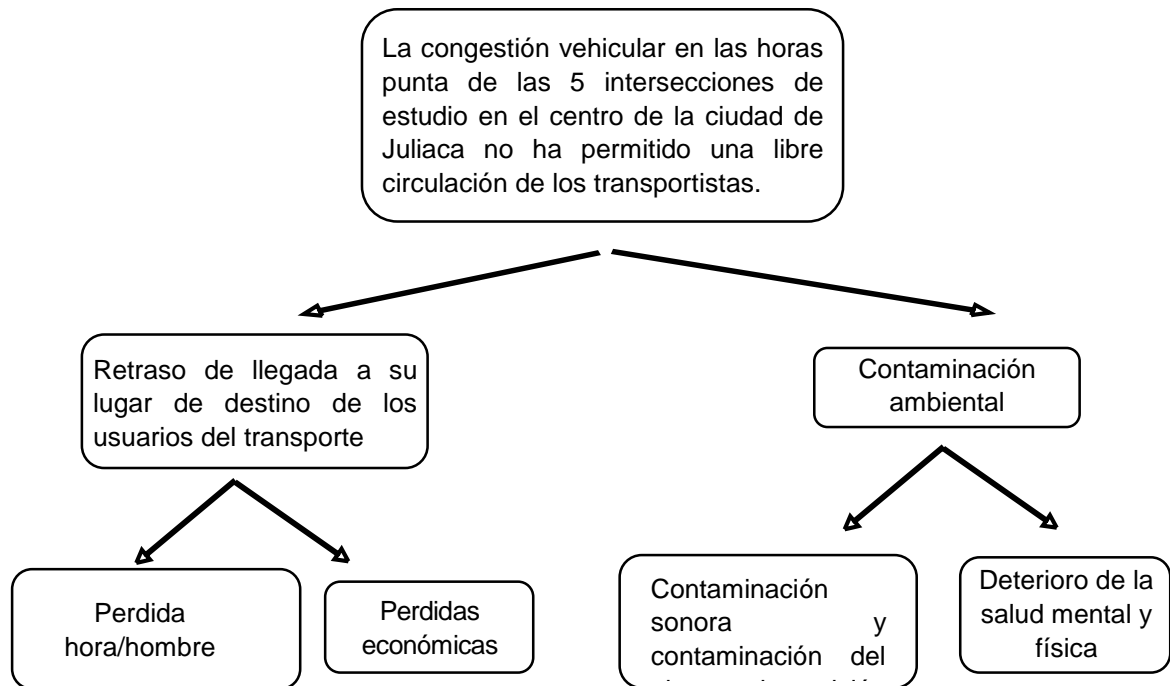 La congestión vehicular en las horas
punta de las 5 intersecciones de
estudio en el centro de la ciudad de
Juliaca no ha permitido una libre
circulación de los transportistas.
Retraso de llegada a su
lugar de destino de los
usuarios del transporte
Contaminación
ambiental
Perdida
hora/hombre
Perdidas
económicas
Contaminación
sonora y
contaminación del
Deterioro de la
salud mental y
física